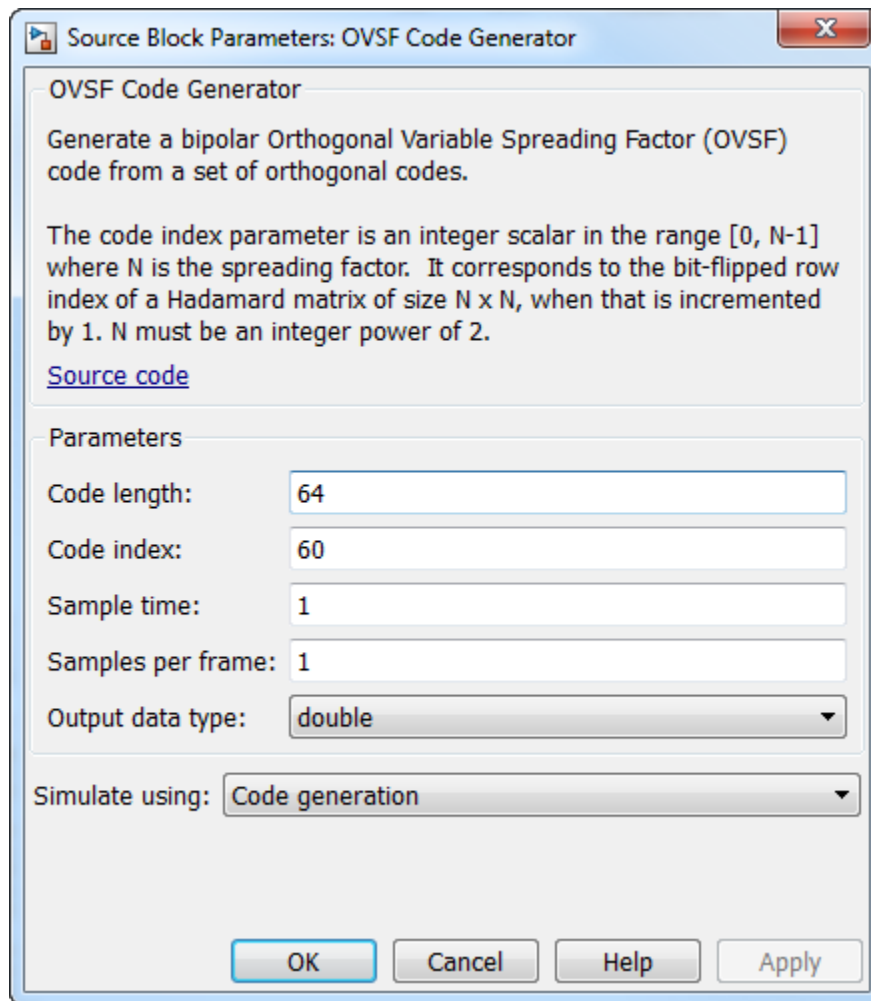 Source Block Parameters: OVSF Code Generator
OVSF Code Generator
Generate a bipolar Orthogonal Variable Spreading Factor (OVSF)
code from a set of orthogonal codes.
The code index parameter is an integer scalar in the range [0, N-1]
where N is the spreading factor.  It corresponds to the bit-flipped row
index of a Hadamard matrix of size N x N, when that is incremented
by 1. N must be an integer power of 2.
Source code
Parameters
Code length: 64
Code index: 60
Sample time: 1
Samples per frame: 1
Output data type: double
Simulate using: Code generation
OK Cancel Help Apply